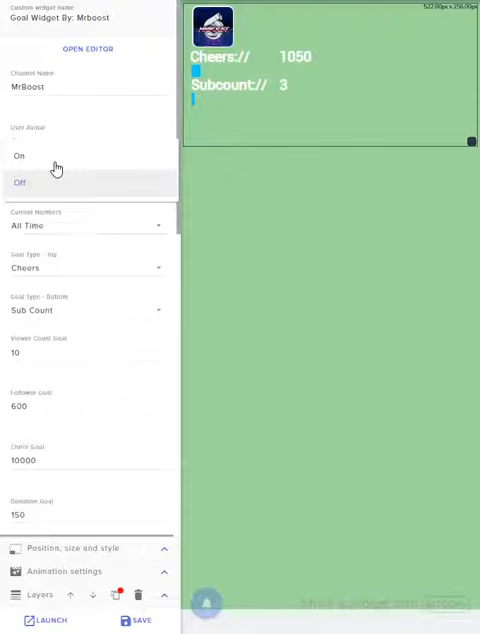 Custom widget name
Goal Widget By: Mrboost
OPEN EDITOR
Channel Name
MrBoost
User Avatar
On
Off
Current Numbers
All Time
Goal Type - Top
Cheers
Goal Type - Bottom
Sub Count
Viewer Count Goal
10
Follower Goal
600
Cheer Goal
10000
Donation Goal
150
Position, size and style
Animation settings
Layers
LAUNCH
SAVE
522.00px x 256.00px
Cheers:// 1050
Subcount:// 3